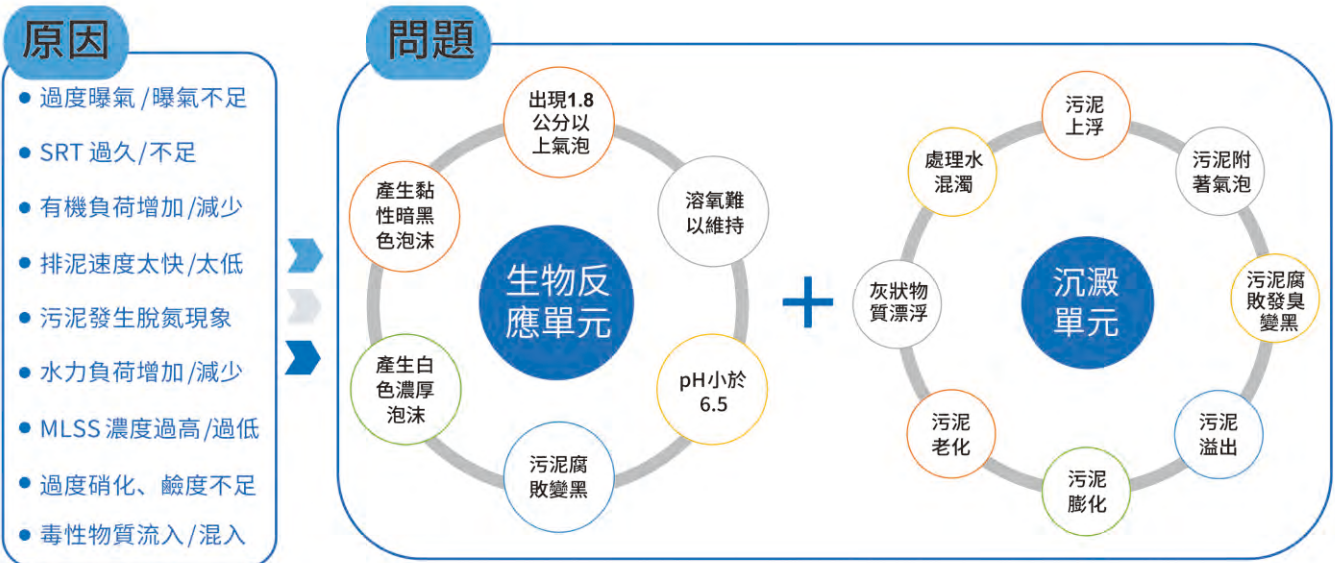 原因
過度曝氣/曝氣不足
SRT 過久/不足
有機負荷增加/減少
排泥速度太快/太低
污泥發生脫氮現象
水力負荷增加/減少
MLSS 濃度過高/過低
過度硝化、鹼度不足
毒性物質流入/混入
問題
生物反
應單元
出現1.8
公分以
上氣泡
溶氧難
以維持
pH小於
6.5
污泥腐
敗變黑
產生白
色濃厚
泡沫
產生黏
性暗黑
色泡沫
+
沉澱
單元
污泥
上浮
污泥附
著氣泡
污泥腐
敗發臭
變黑
污泥
溢出
污泥
膨化
污泥
老化
灰狀物
質漂浮
處理水
混濁